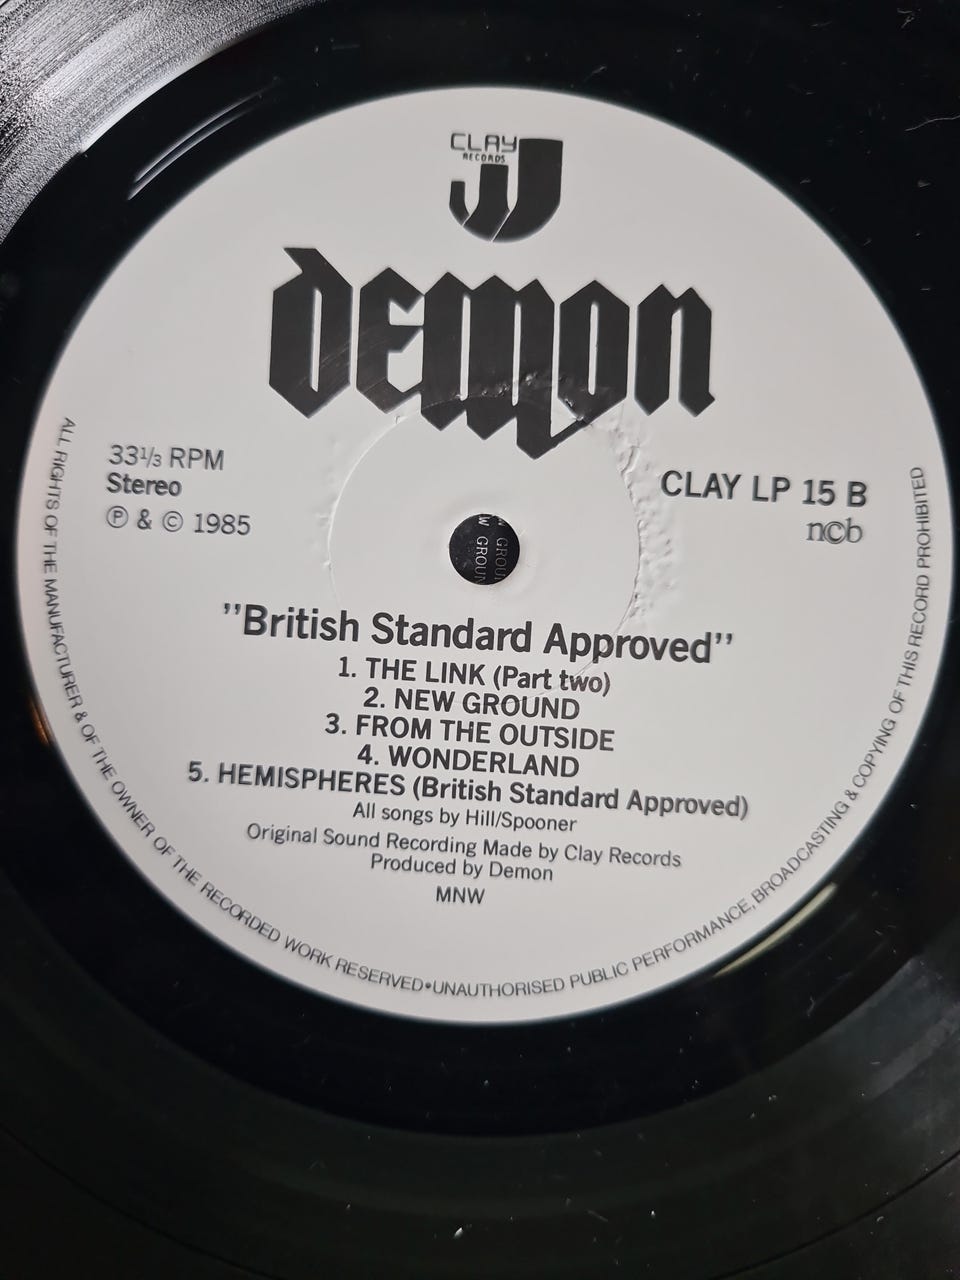 CLAY
RECORDS
DEMON
33⅓ RPM
Stereo
Ⓟ & © 1985
CLAY LP 15 B
ncb
W GROUN
GROUN
"British Standard Approved"
1. THE LINK (Part two)
2. NEW GROUND
3. FROM THE OUTSIDE
4. WONDERLAND
5. HEMISPHERES (British Standard Approved)
All songs by Hill/Spooner
Original Sound Recording Made by Clay Records
Produced by Demon
MNW
ALL RIGHTS OF THE MANUFACTURER & OF THE OWNER OF THE RECORDED WORK RESERVED•UNAUTHORISED PUBLIC PERFORMANCE, BROADCASTING & COPYING OF THIS RECORD PROHIBITED